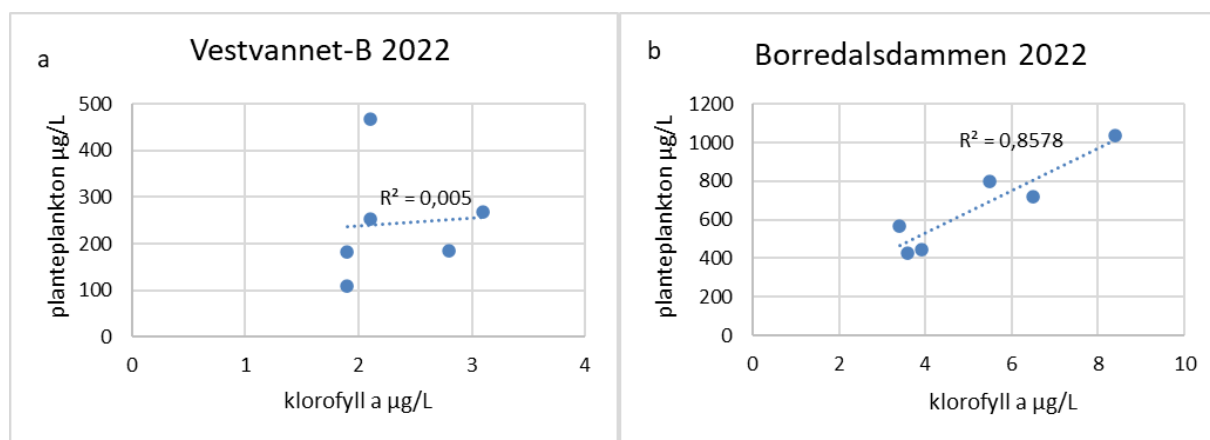 a
Vestvannet-B 2022
planteplankton µg/L
500
400
300
200
100
0
R² = 0,005
0 1 2 3 4
klorofyll a µg/L
b
Borredalsdammen 2022
planteplankton µg/L
1200
1000
800
600
400
200
0
R² = 0,8578
0 2 4 6 8 10
klorofyll a µg/L